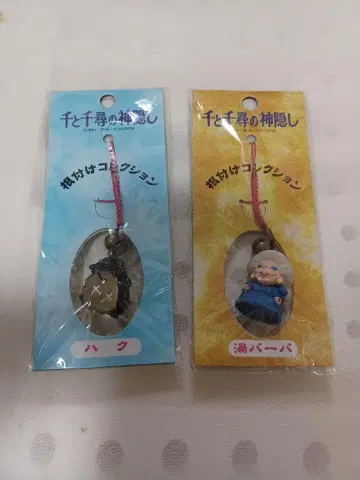 千と千尋の神隠し
根付けコレクション
ハク
千と千尋の神隠し
根付けコレクション
湯バーバ